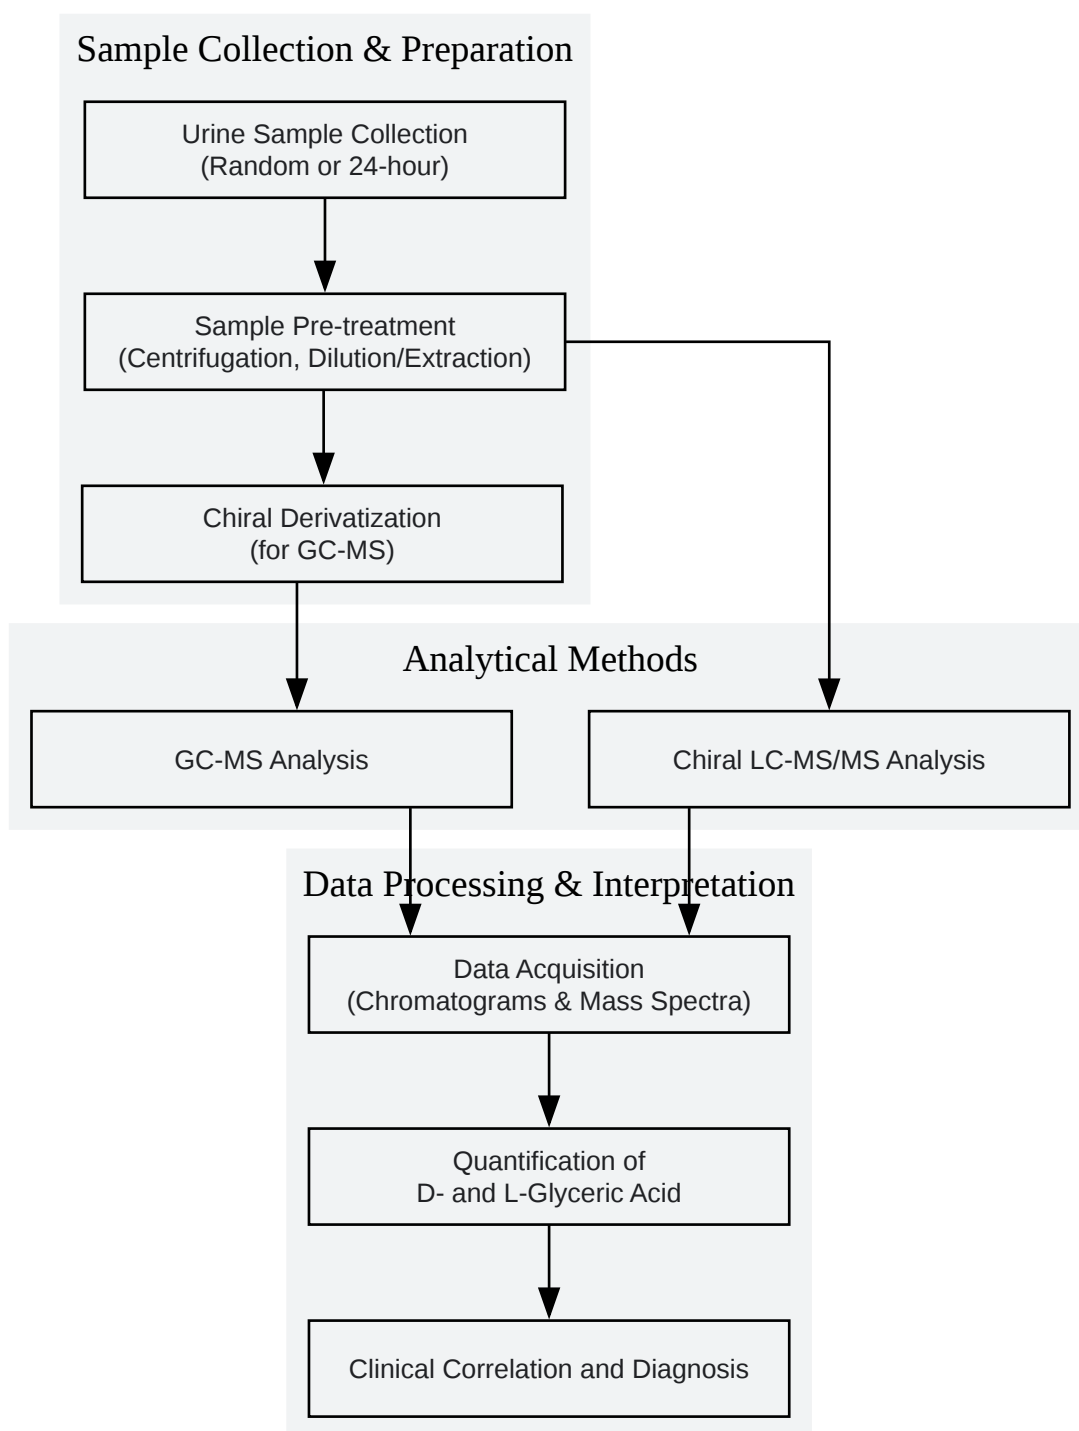 Sample Collection & Preparation
Urine Sample Collection
(Random or 24-hour)
Sample Pre-treatment
(Centrifugation, Dilution/Extraction)
Chiral Derivatization
(for GC-MS)
Analytical Methods
GC-MS Analysis
Chiral LC-MS/MS Analysis
Data Processing & Interpretation
Data Acquisition
(Chromatograms & Mass Spectra)
Quantification of
D- and L-Glyceric Acid
Clinical Correlation and Diagnosis